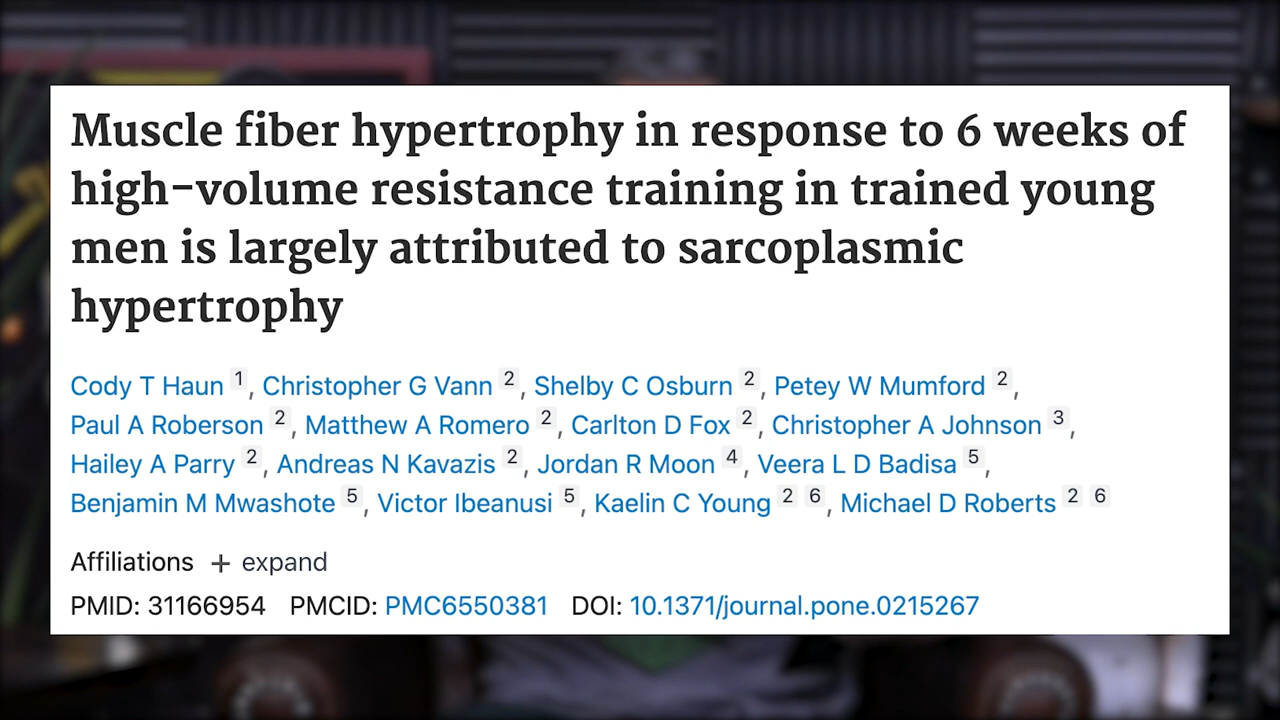 Muscle fiber hypertrophy in response to 6 weeks of
high-volume resistance training in trained young
men is largely attributed to sarcoplasmic
hypertrophy
Cody T Haun 1, Christopher G Vann 2, Shelby C Osburn 2, Petey W Mumford 2,
Paul A Roberson 2, Matthew A Romero 2, Carlton D Fox 2, Christopher A Johnson 3,
Hailey A Parry 2, Andreas N Kavazis 2, Jordan R Moon 4, Veera L D Badisa 5,
Benjamin M Mwashote 5, Victor Ibeanusi 5, Kaelin C Young 2 6, Michael D Roberts 2 6
Affiliations + expand
PMID: 31166954 PMCID: PMC6550381 DOI: 10.1371/journal.pone.0215267